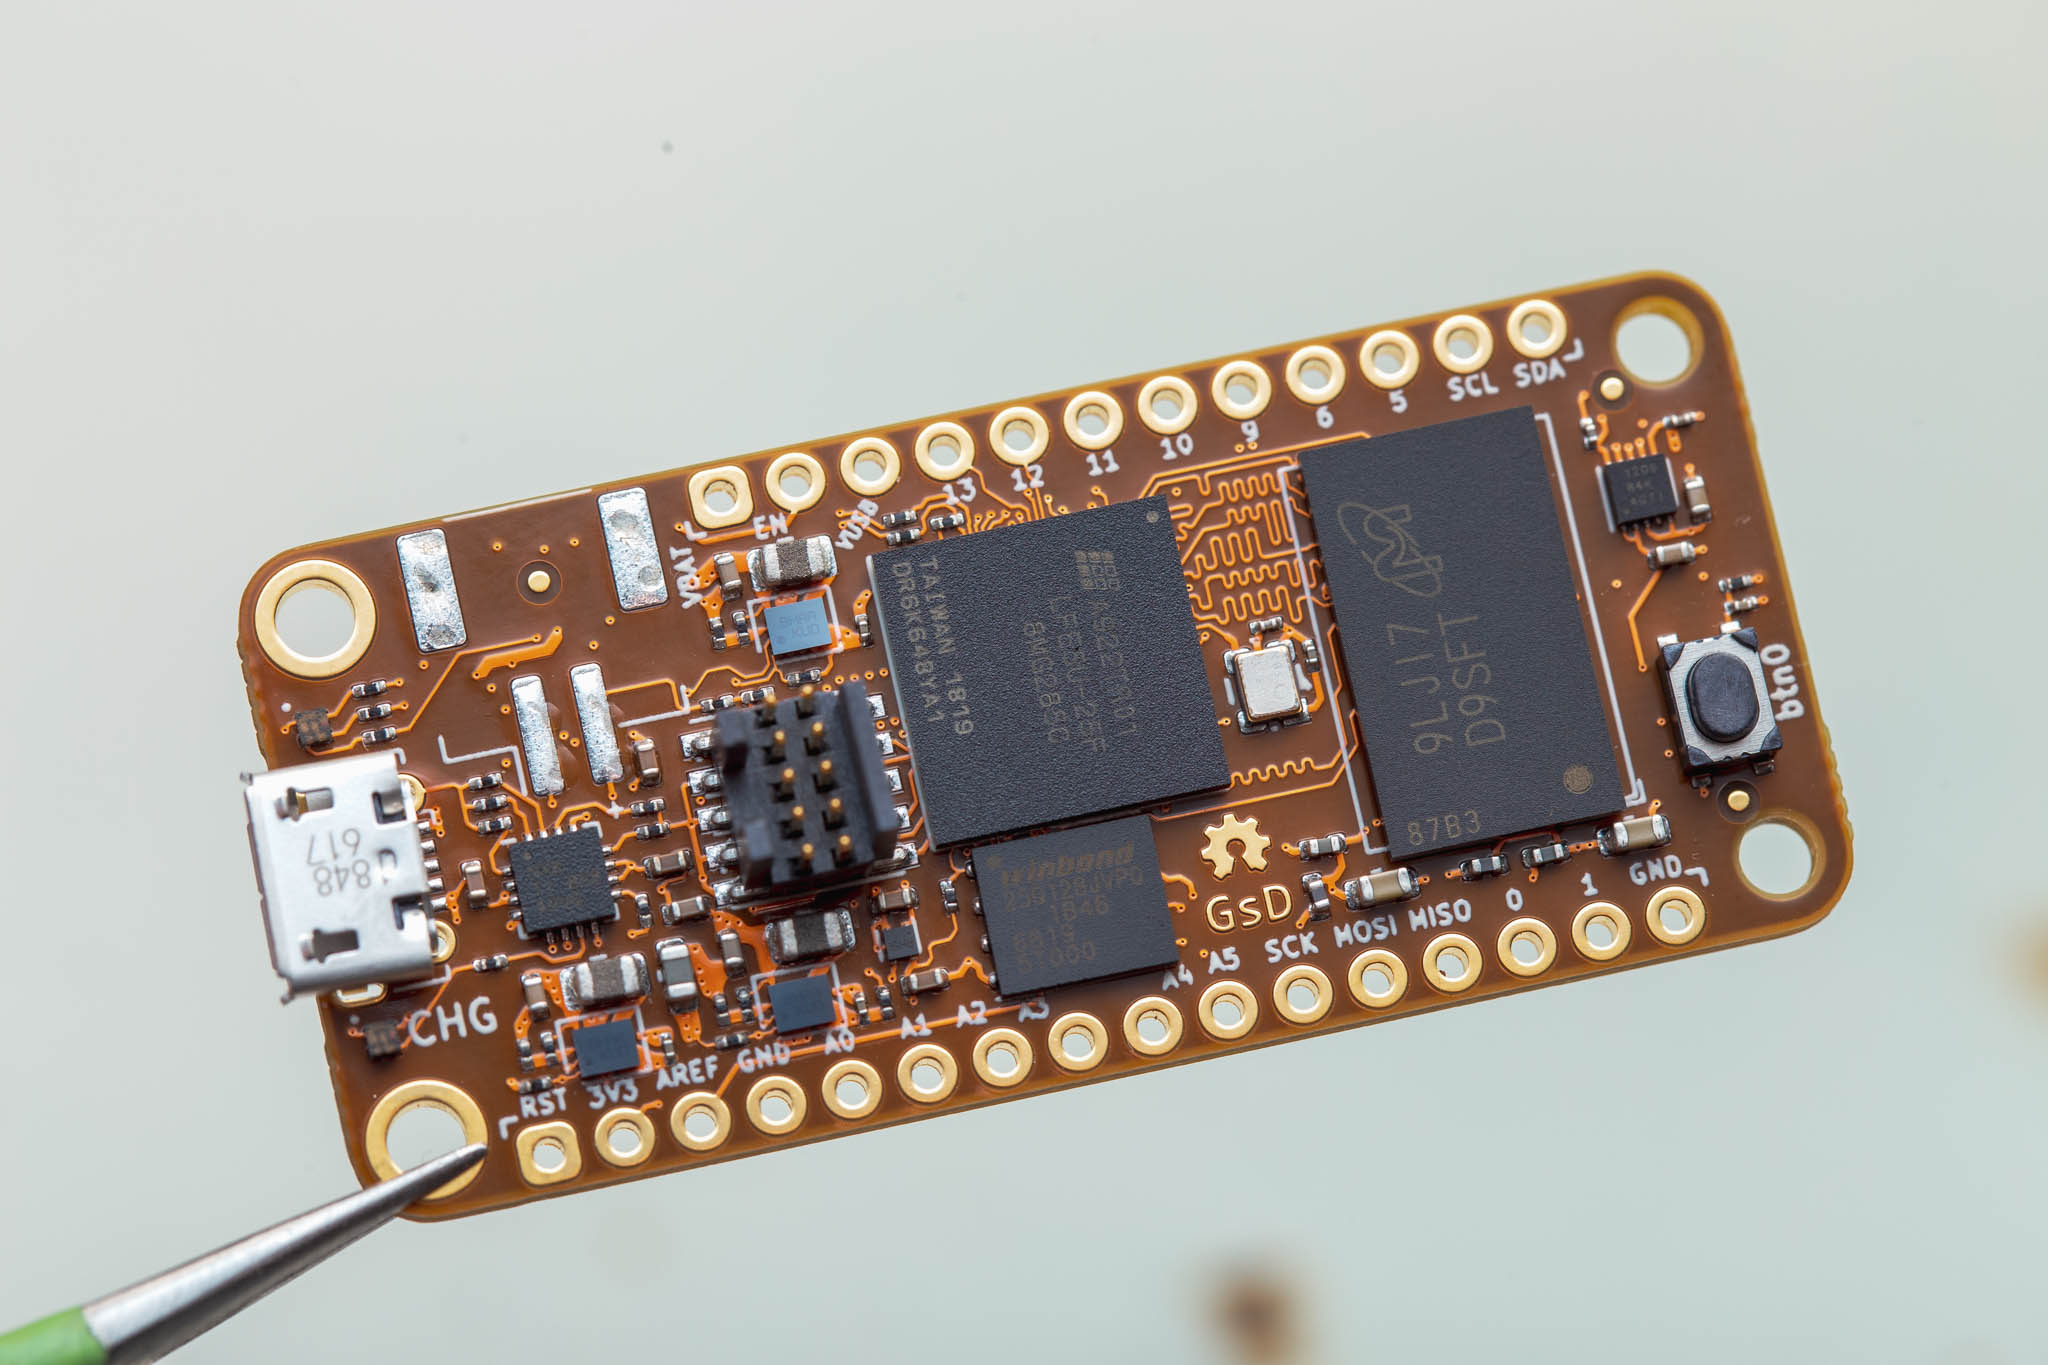 SDA
SCL
5
6
9
10
11
12
13
VUSB
EN
VBAT
TAIWAN 1819
DR6K648YA1
9LJ17
D9SFT
87B3
btn0
1848
617
winbond
25Q128JVPQ
1846
GsD
CHG
RST
3V3
AREF
GND
A0
A1
A2
A3
A4
A5
SCK
MOSI
MISO
0
1
GND